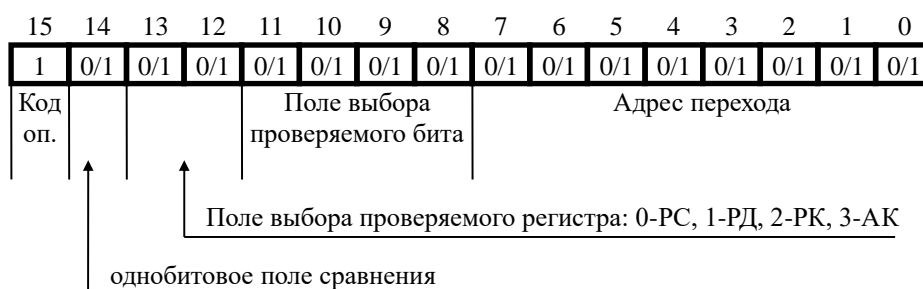 15 14 13 12 11 10 9 8 7 6 5 4 3 2 1 0
1 0/1 0/1 0/1 0/1 0/1 0/1 0/1 0/1 0/1 0/1 0/1 0/1 0/1 0/1 0/1
Код Поле выбора Адрес перехода
оп. проверяемого бита
Поле выбора проверяемого регистра: 0-РС, 1-РД, 2-РК, 3-АК
однобитовое поле сравнения